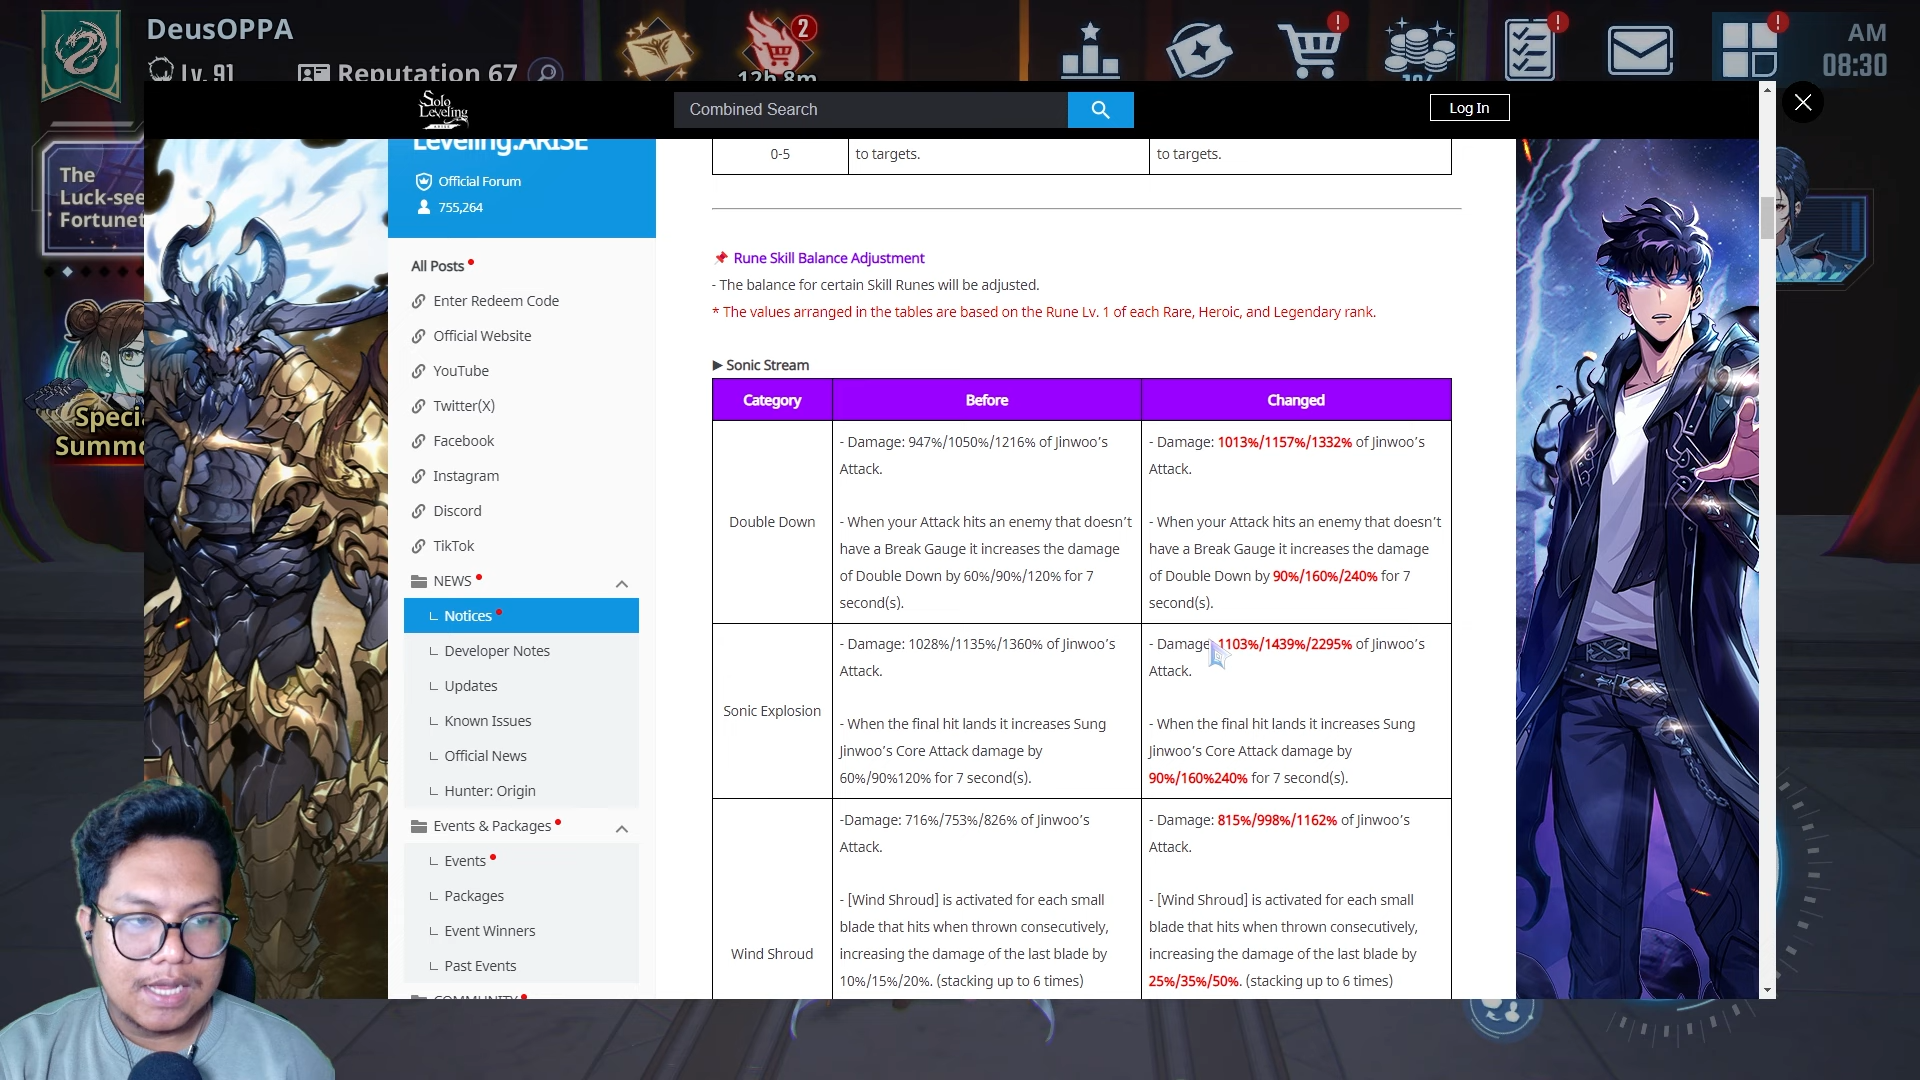 DeusOPPA
Lv. 91
Reputation 67
2
12h 8m
!
!
!
AM
08:30
The
Luck-see
Fortunet
Speci
Summo
Solo
Leveling
ARISE
Combined Search
Log In
Leveling:ARISE
Official Forum
755,264
All Posts
Enter Redeem Code
Official Website
YouTube
Twitter(X)
Facebook
Instagram
Discord
TikTok
NEWS
Notices
Developer Notes
Updates
Known Issues
Official News
Hunter: Origin
Events & Packages
Events
Packages
Event Winners
Past Events
COMMUNITY
0-5
to targets.
to targets.
Rune Skill Balance Adjustment
- The balance for certain Skill Runes will be adjusted.
* The values arranged in the tables are based on the Rune Lv. 1 of each Rare, Heroic, and Legendary rank.
▶ Sonic Stream
Category
Before
Changed
Double Down
- Damage: 947%/1050%/1216% of Jinwoo's
Attack.
- When your Attack hits an enemy that doesn't
have a Break Gauge it increases the damage
of Double Down by 60%/90%/120% for 7
second(s).
- Damage: 1013%/1157%/1332% of Jinwoo's
Attack.
- When your Attack hits an enemy that doesn't
have a Break Gauge it increases the damage
of Double Down by 90%/160%/240% for 7
second(s).
Sonic Explosion
- Damage: 1028%/1135%/1360% of Jinwoo's
Attack.
- When the final hit lands it increases Sung
Jinwoo's Core Attack damage by
60%/90%120% for 7 second(s).
- Damage: 1103%/1439%/2295% of Jinwoo's
Attack.
- When the final hit lands it increases Sung
Jinwoo's Core Attack damage by
90%/160%240% for 7 second(s).
Wind Shroud
-Damage: 716%/753%/826% of Jinwoo's
Attack.
- [Wind Shroud] is activated for each small
blade that hits when thrown consecutively,
increasing the damage of the last blade by
10%/15%/20%. (stacking up to 6 times)
- Damage: 815%/998%/1162% of Jinwoo's
Attack.
- [Wind Shroud] is activated for each small
blade that hits when thrown consecutively,
increasing the damage of the last blade by
25%/35%/50%. (stacking up to 6 times)